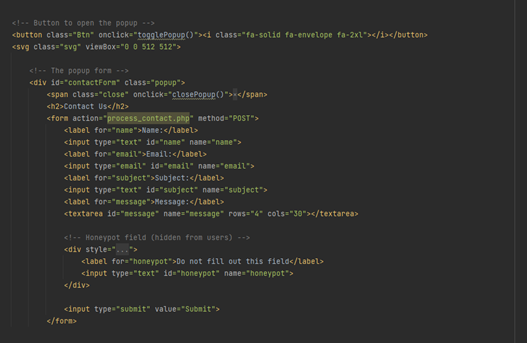 <!-- Button to open the popup -->
<button class="Btn" onclick="togglePopup()"><i class="fa-solid fa-envelope fa-2xl"></i></button>
<svg class="svg" viewBox="0 0 512 512">
<!-- The popup form -->
<div id="contactForm" class="popup">
<span class="close" onclick="closePopup()">×</span>
<h2>Contact Us</h2>
<form action="process_contact.php" method="POST">
<label for="name">Name:</label>
<input type="text" id="name" name="name">
<label for="email">Email:</label>
<input type="email" id="email" name="email">
<label for="subject">Subject:</label>
<input type="text" id="subject" name="subject">
<label for="message">Message:</label>
<textarea id="message" name="message" rows="4" cols="30"></textarea>
<!-- Honeypot field (hidden from users) -->
<div style="...">
<label for="honeypot">Do not fill out this field</label>
<input type="text" id="honeypot" name="honeypot">
</div>
<input type="submit" value="Submit">
</form>